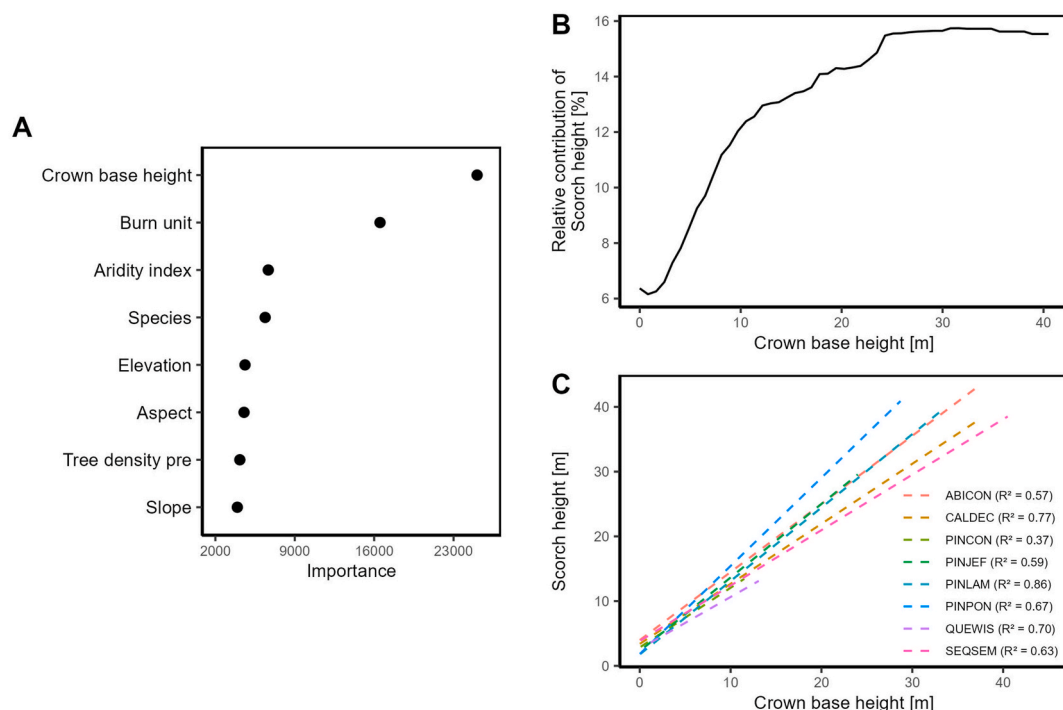 A
Crown base height
Burn unit
Aridity index
Species
Elevation
Aspect
Tree density pre
Slope
2000 9000 16000 23000
Importance
B
Relative contribution of
Scorch height [%]
16
14
12
10
8
6
0 10 20 30 40
Crown base height [m]
C
Scorch height [m]
40
30
20
10
0
ABICON (R² = 0.57)
CALDEC (R² = 0.77)
PINCON (R² = 0.37)
PINJEF (R² = 0.59)
PINLAM (R² = 0.86)
PINPON (R² = 0.67)
QUEWIS (R² = 0.70)
SEQSEM (R² = 0.63)
0 10 20 30 40
Crown base height [m]